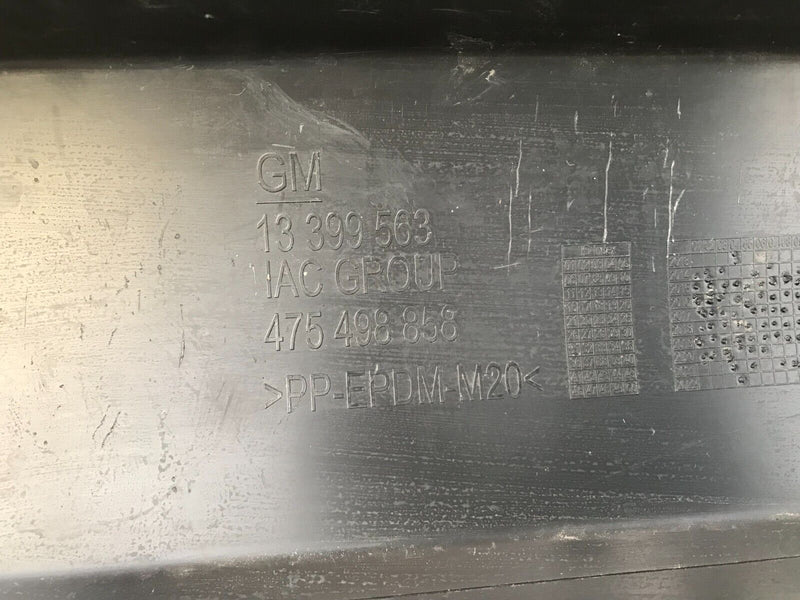 GM
13 399 563
IAC GROUP
475 498 858
>PP-EPDM-M20<